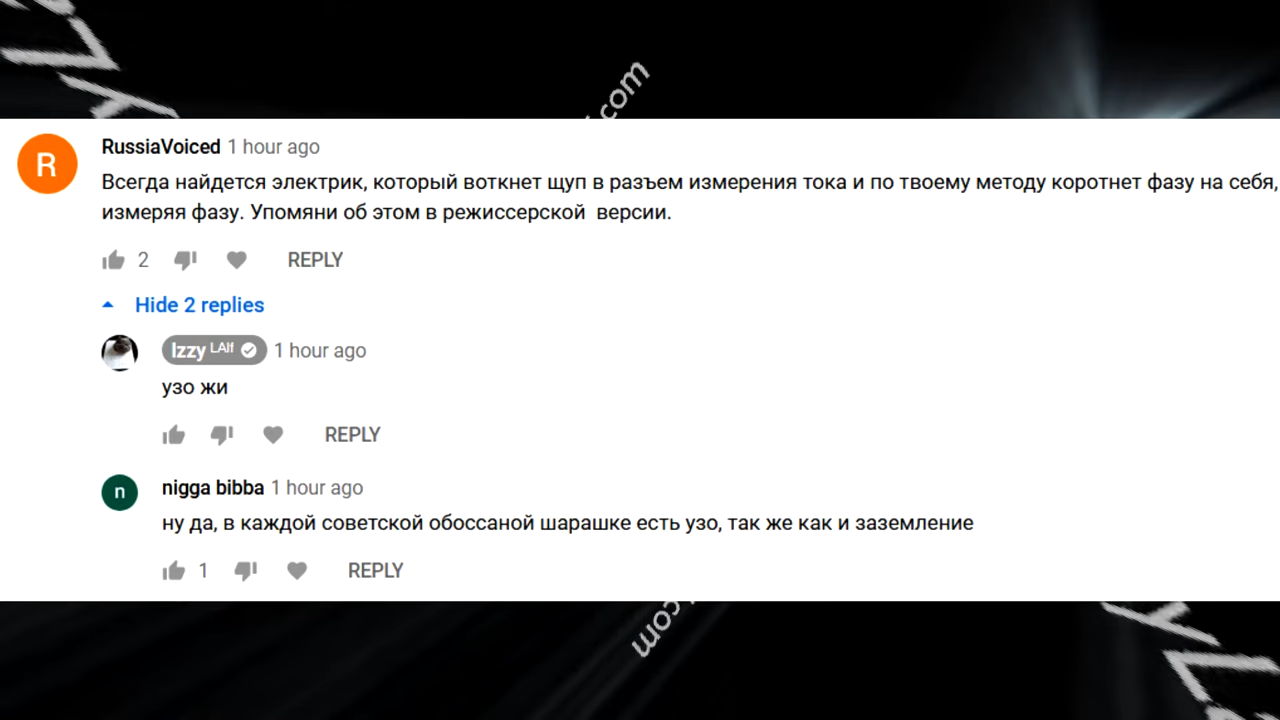 .com
R
RussiaVoiced 1 hour ago
Всегда найдется электрик, который воткнет щуп в разъем измерения тока и по твоему методу коротнет фазу на себя,
измеряя фазу. Упомяни об этом в режиссерской версии.
2 REPLY
Hide 2 replies
Izzy LAlf 1 hour ago
узо жи
REPLY
n
nigga bibba 1 hour ago
ну да, в каждой советской обоссаной шарашке есть узо, так же как и заземление
1 REPLY
com